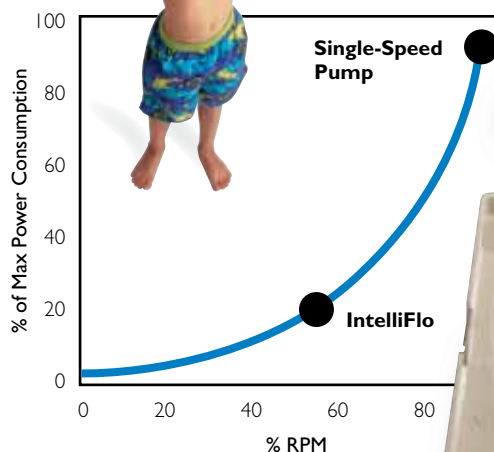 100
Single-Speed
Pump
80
60
40
20
IntelliFlo
0
% of Max Power Consumption
0 20 40 60 80
% RPM